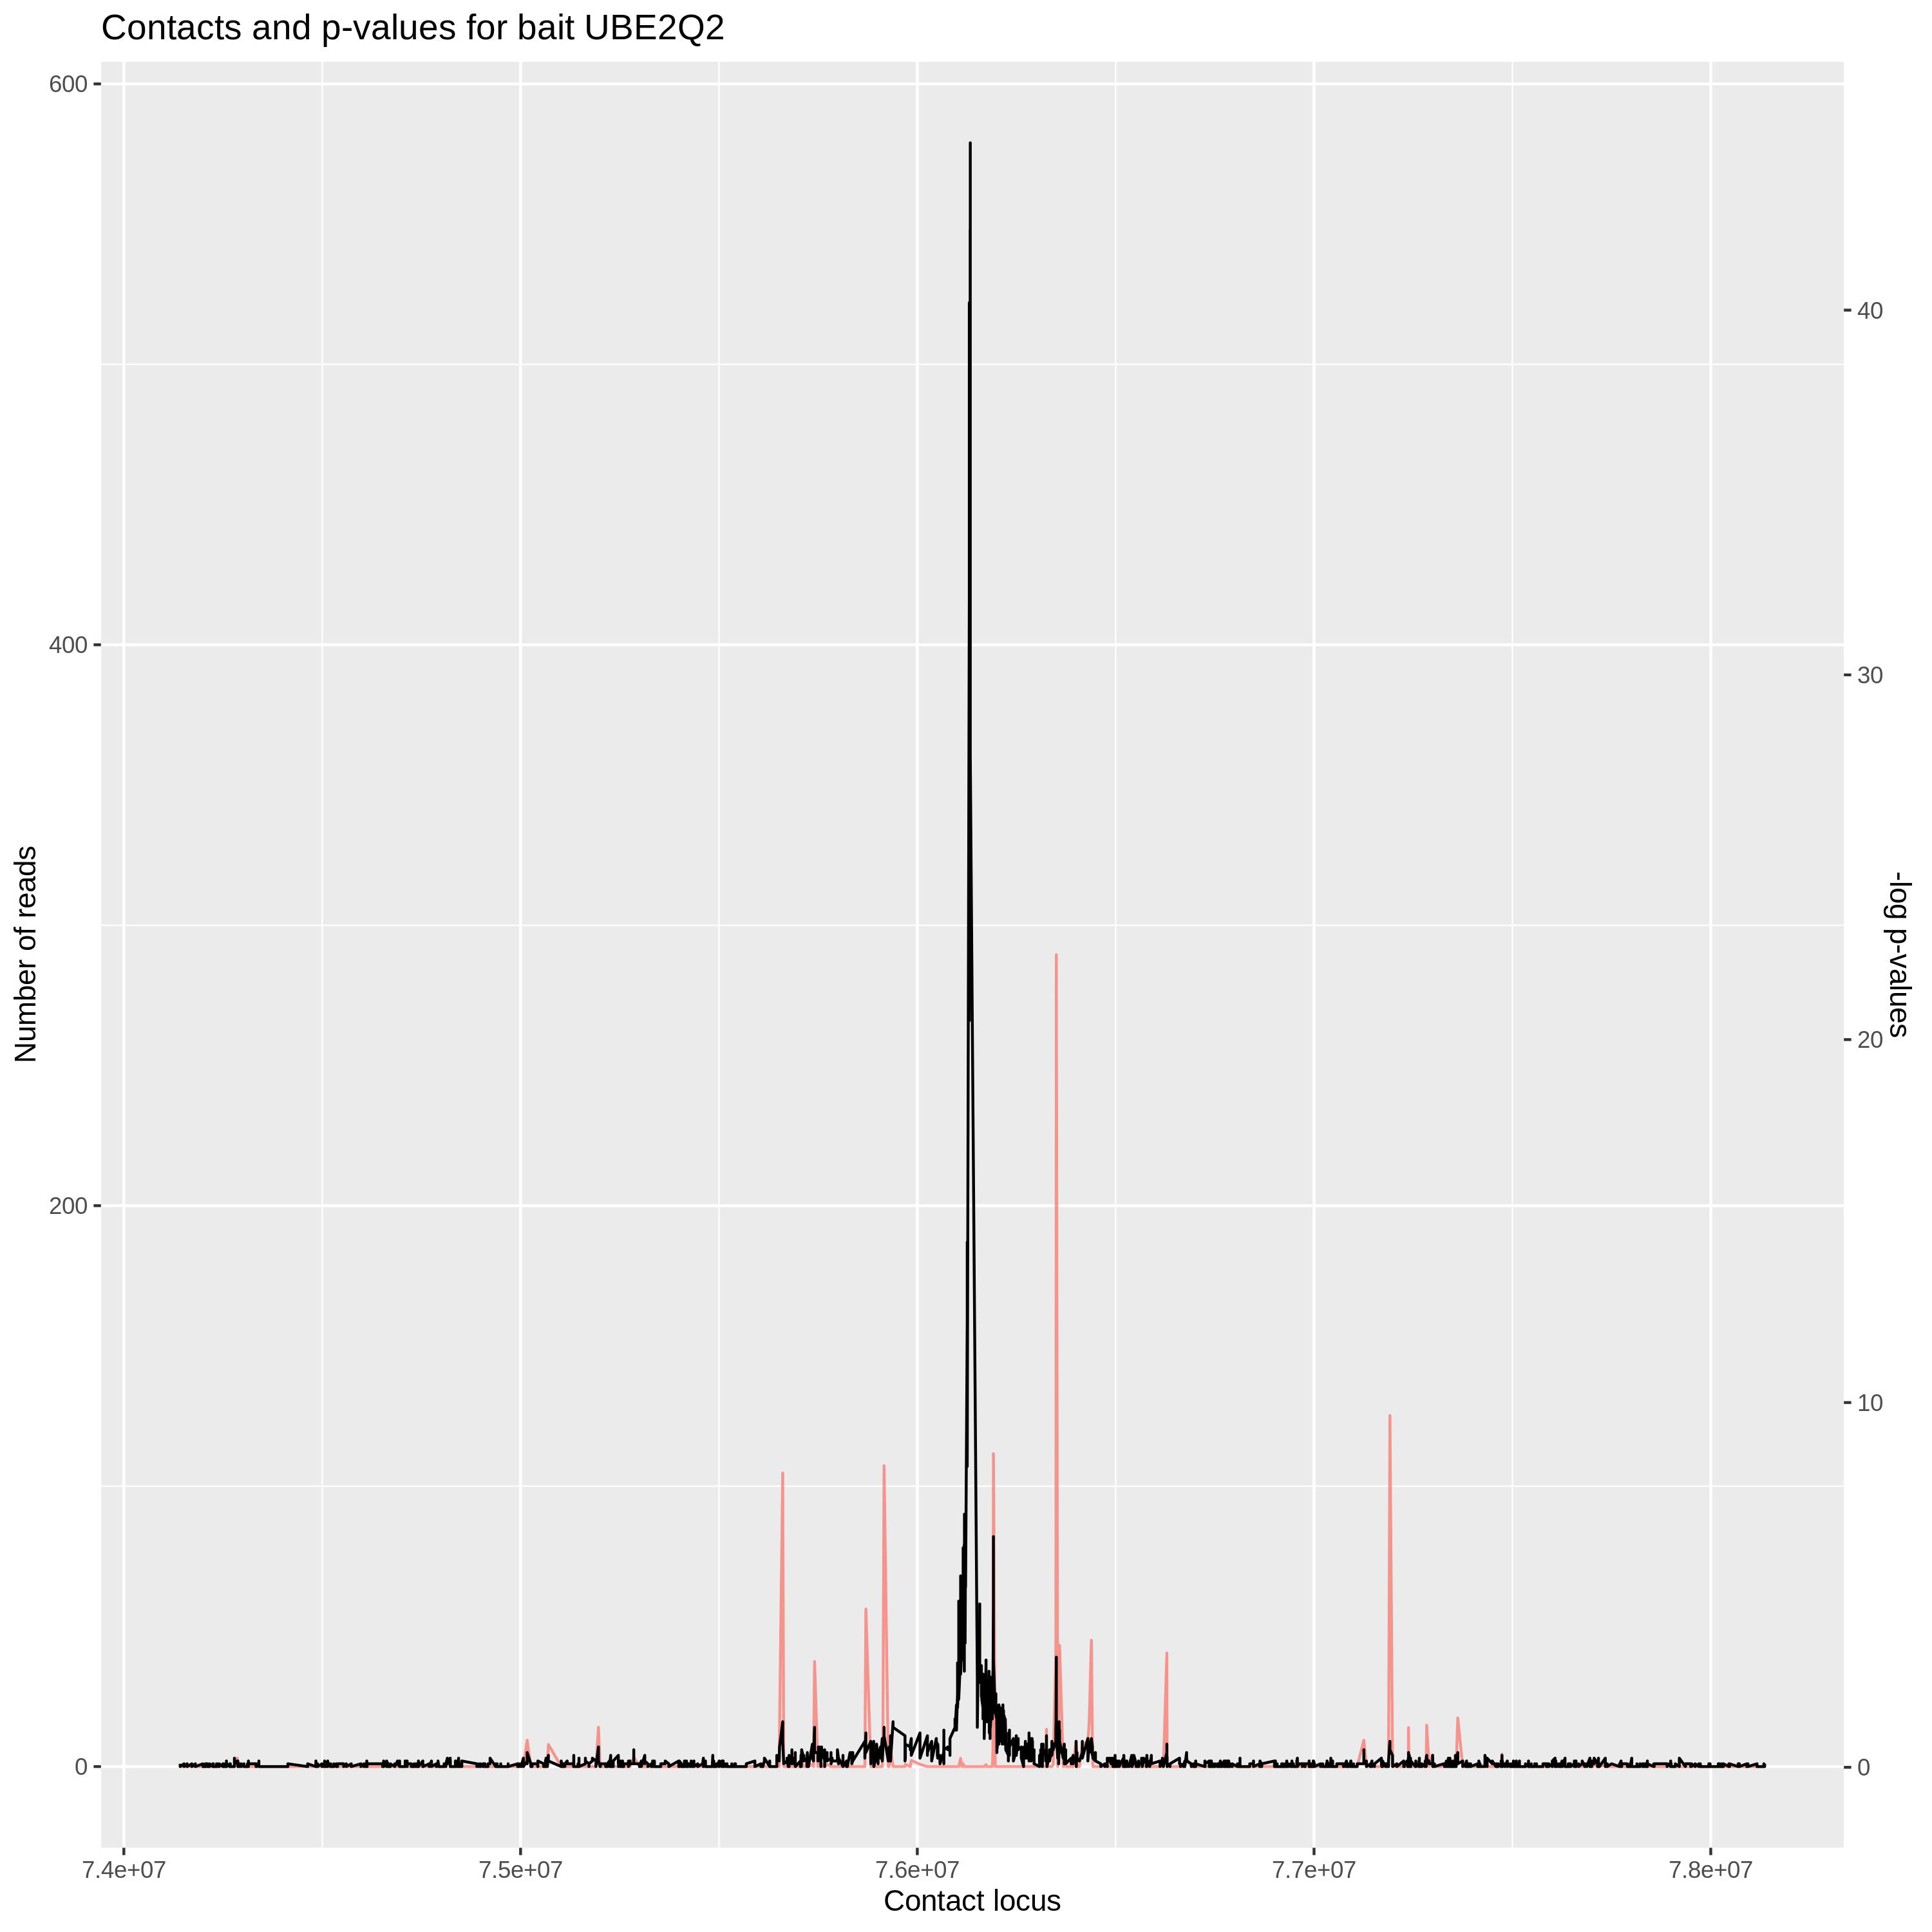 Contacts and p-values for bait UBE2Q2
600
400
200
0
Number of reads
40
30
20
10
0
-log p-values
7.4e+07 7.5e+07 7.6e+07 7.7e+07 7.8e+07
Contact locus